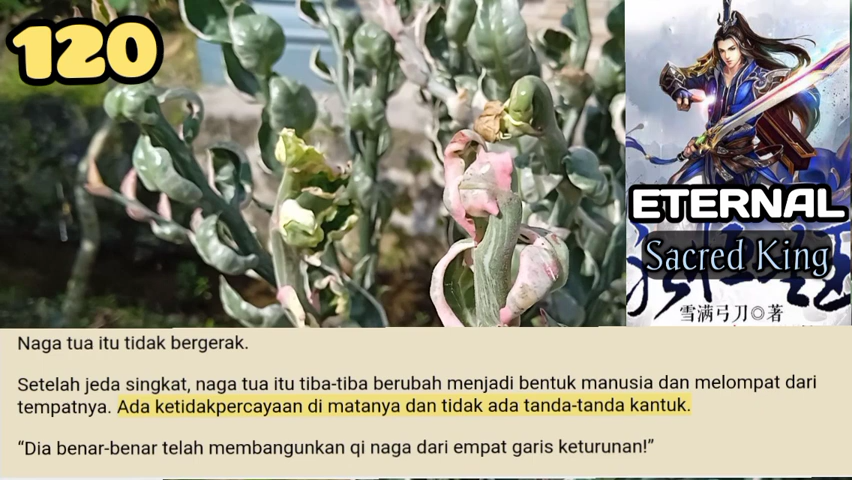 120
ETERNAL
Sacred King
雪满弓刀◎著
Naga tua itu tidak bergerak.
Setelah jeda singkat, naga tua itu tiba-tiba berubah menjadi bentuk manusia dan melompat dari
tempatnya. Ada ketidakpercayaan di matanya dan tidak ada tanda-tanda kantuk.
“Dia benar-benar telah membangunkan qi naga dari empat garis keturunan!”